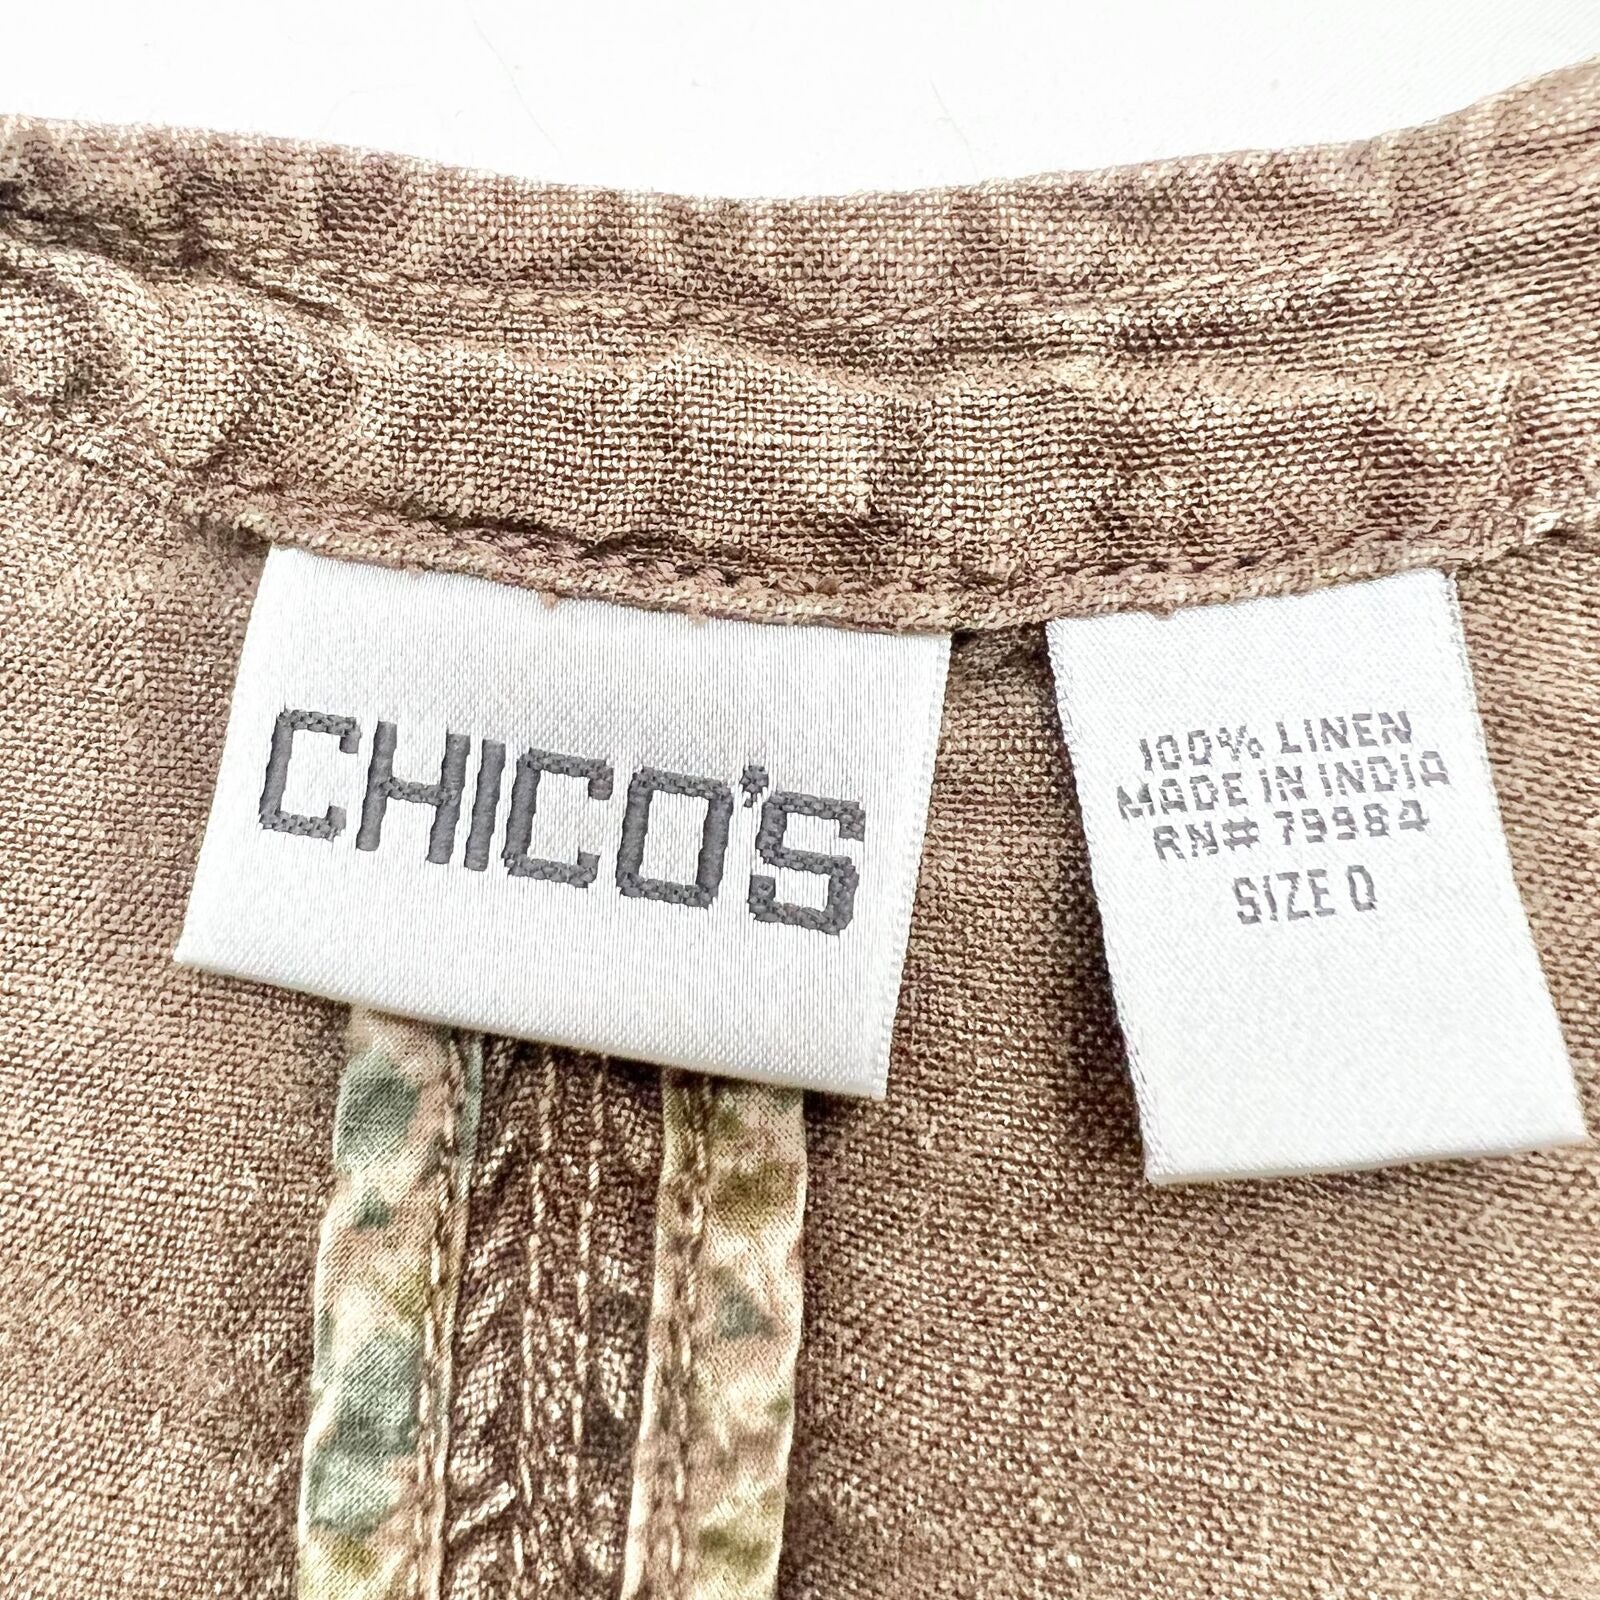 CHICO'S
100% LINEN
MADE IN INDIA
RN# 79984
SIZE 0